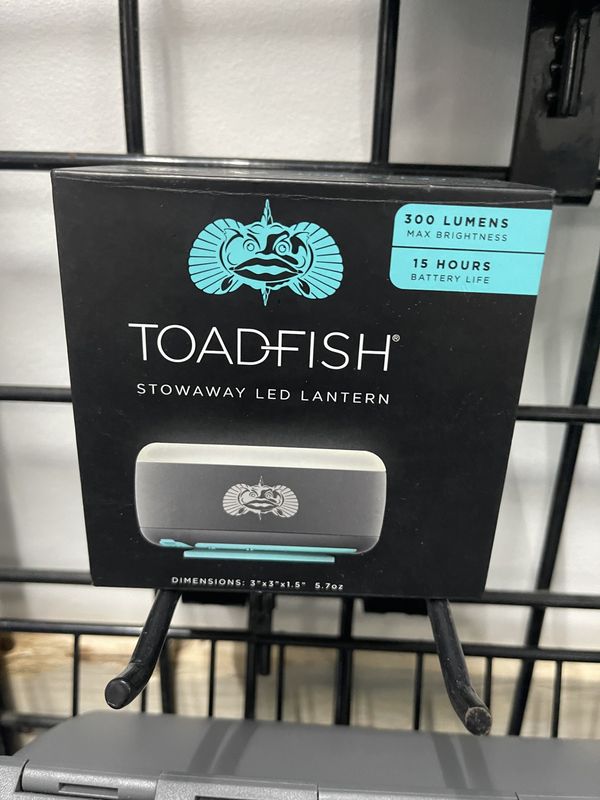 300 LUMENS
MAX BRIGHTNESS
15 HOURS
BATTERY LIFE
TOADFISH®
STOWAWAY LED LANTERN
DIMENSIONS: 3"x3"x1.5" 5.7oz